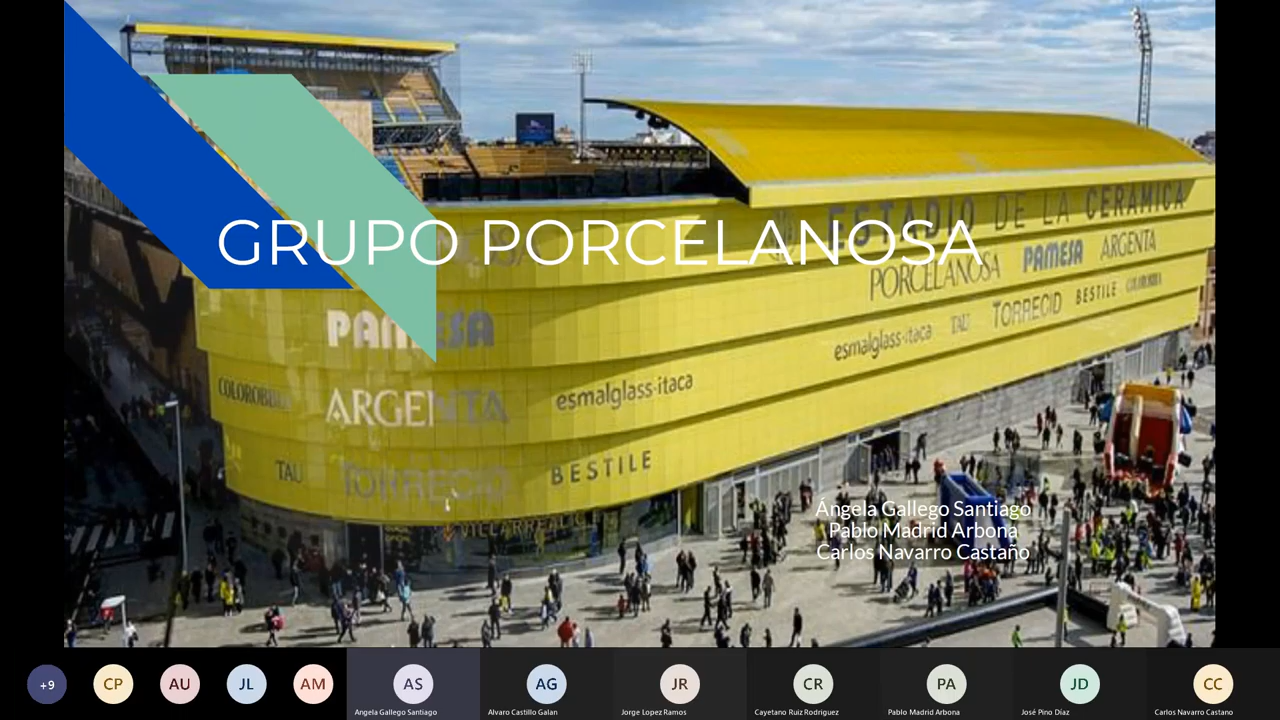 GRUPO PORCELANOSA
ESTADIO DE LA CERÁMICA
PORCELANOSA PAMESA ARGENTA
esmalglass·itaca TAU TORRECID BESTILE COLOROBBIA
PAMESA
COLOROBBIA ARGENTA esmalglass·itaca
TAU TORRECID BESTILE
Ángela Gallego Santiago
Pablo Madrid Arbona
Carlos Navarro Castaño
+9 CP AU JL AM AS AG JR CR PA JD CC
Angela Gallego Santiago Alvaro Castillo Galan Jorge Lopez Ramos Cayetano Ruiz Rodriguez Pablo Madrid Arbona José Pino Díaz Carlos Navarro Castano